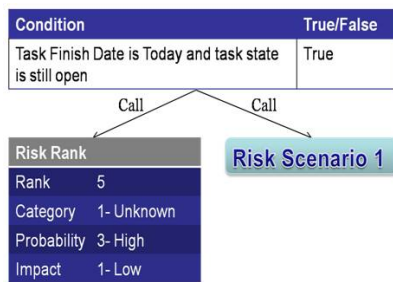 Condition True/False
Task Finish Date is Today and task state True
is still open
Call Call
Risk Rank
Risk Scenario 1
Rank 5
Category 1- Unknown
Probability 3- High
Impact 1- Low